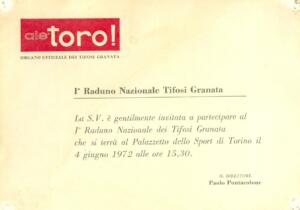 ale toro!
ORGANO UFFICIALE DEI TIFOSI GRANATA
I° Raduno Nazionale Tifosi Granata
La S.V. è gentilmente invitata a partecipare al
I° Raduno Nazionale dei Tifosi Granata
che si terrà al Palazzetto dello Sport di Torino il
4 giugno 1972 alle ore 15,30.
IL DIRETTORE
Paolo